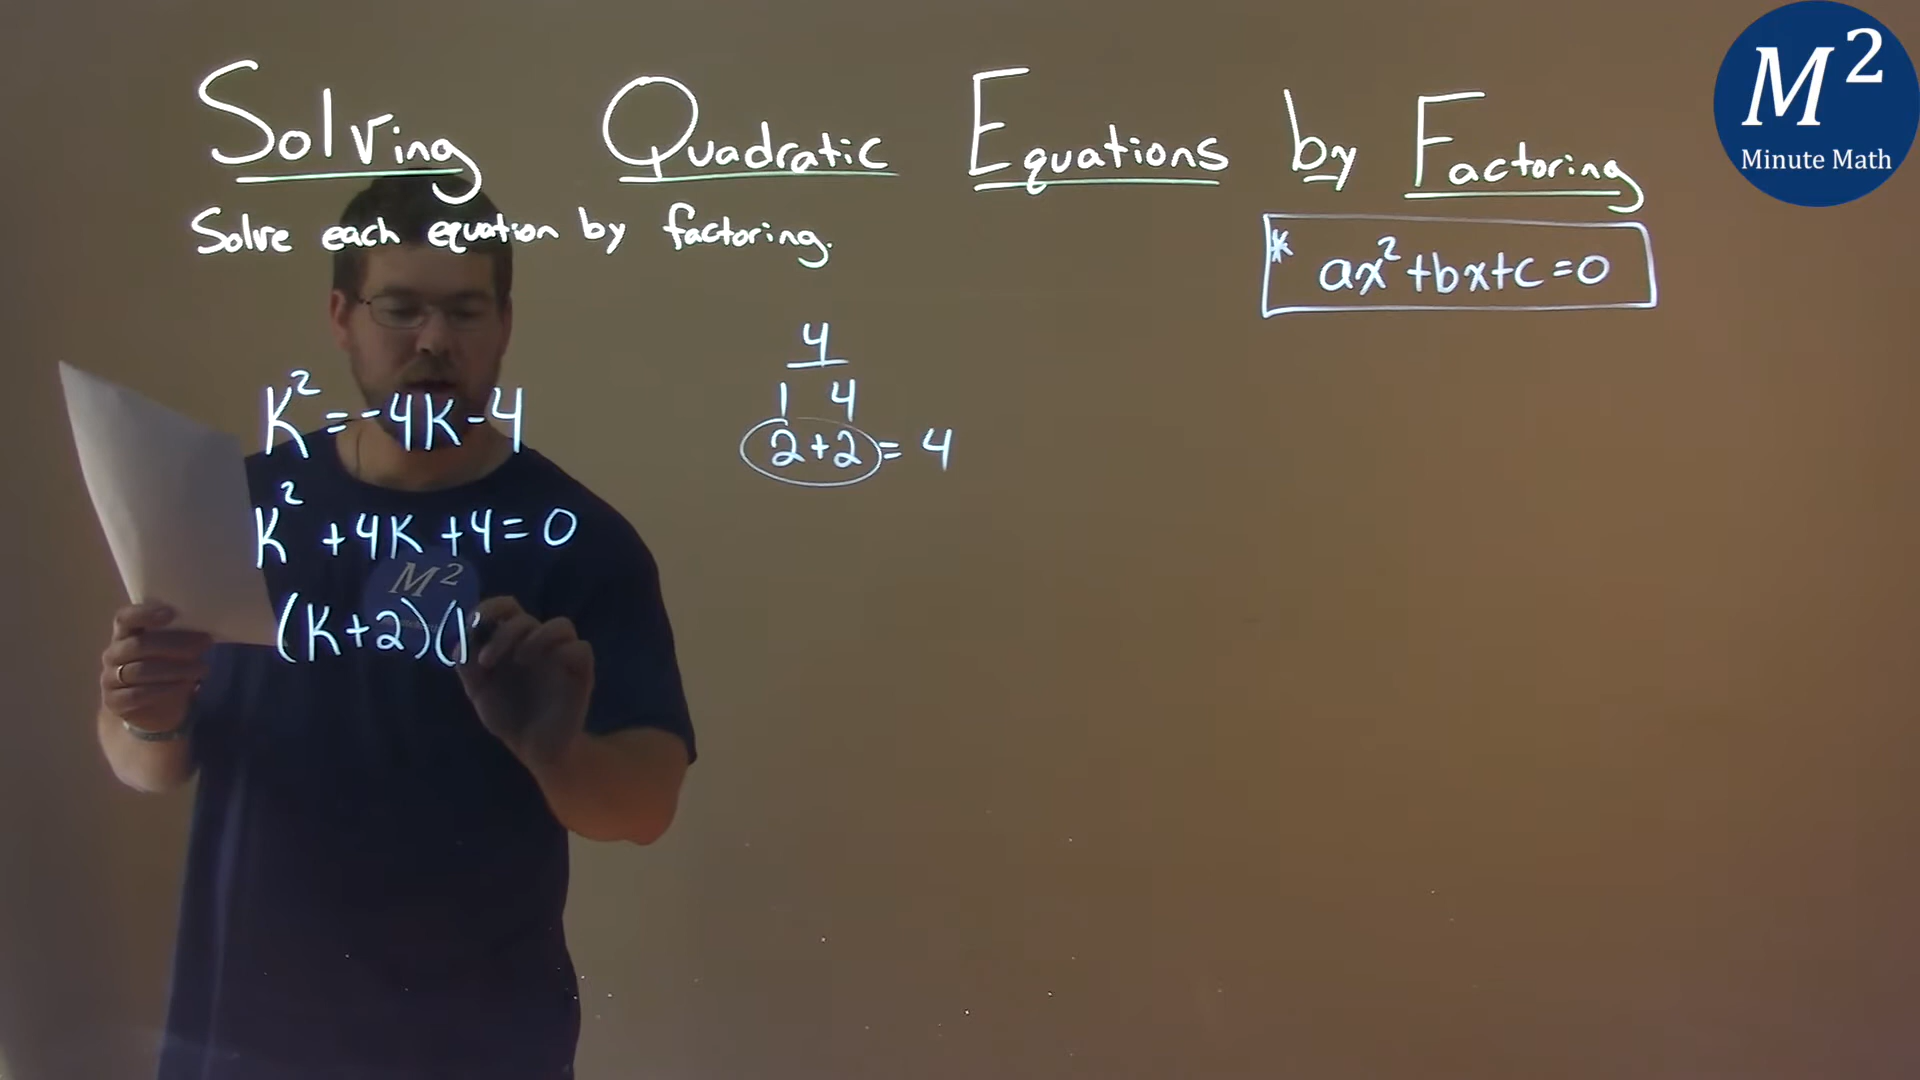 Solving Quadratic Equations by Factoring
M²
Minute Math
Solve each equation by factoring.
* ax²+bx+c=0
4
1 4
2+2=4
K²=-4K-4
K²+4K+4=0
M²
(K+2)(